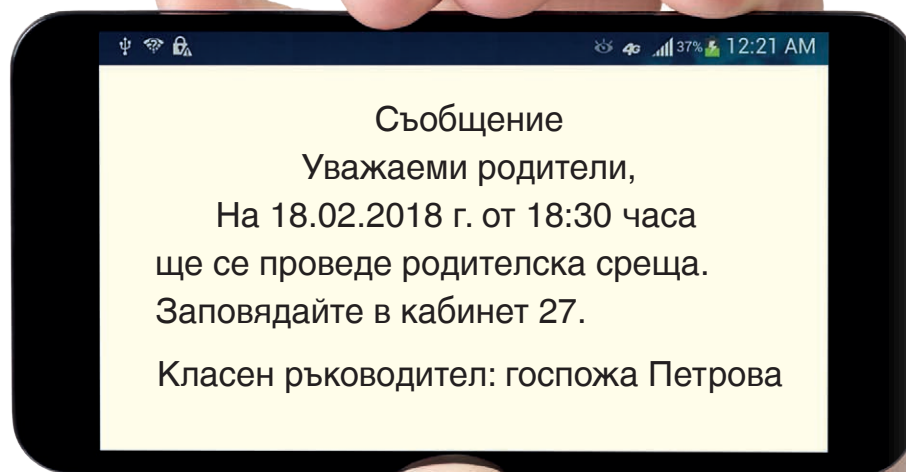 4G 37% 12:21 AM
Съобщение
Уважаеми родители,
На 18.02.2018 г. от 18:30 часа
ще се проведе родителска среща.
Заповядайте в кабинет 27.
Класен ръководител: госпожа Петрова